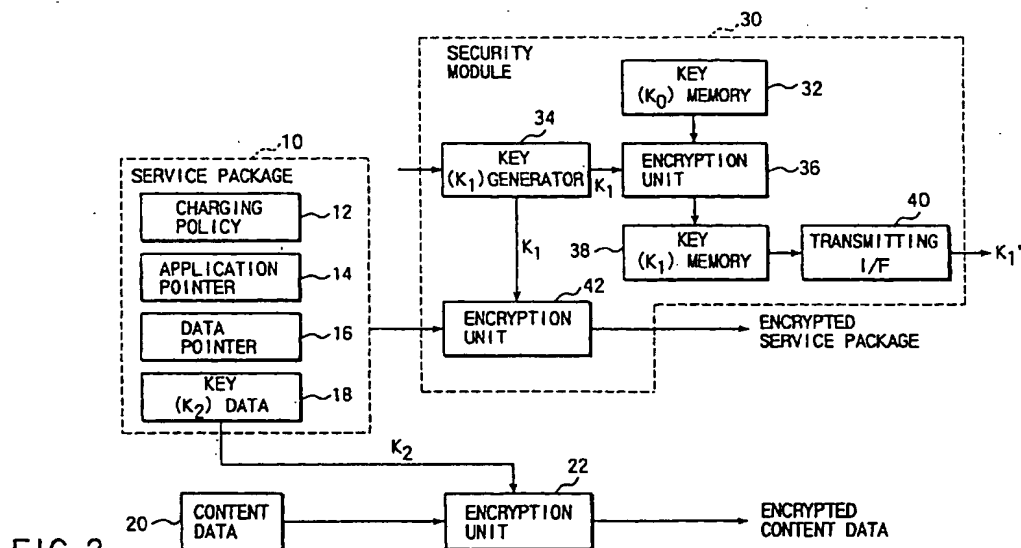 30
SECURITY
MODULE
KEY
(K0) MEMORY
32
34
KEY
(K1) GENERATOR
K1
ENCRYPTION
UNIT
36
10
SERVICE PACKAGE
CHARGING
POLICY
12
APPLICATION
POINTER
14
DATA
POINTER
16
KEY
(K2) DATA
18
K1
38
KEY
(K1) MEMORY
40
TRANSMITTING
I/F
K1'
42
ENCRYPTION
UNIT
ENCRYPTED
SERVICE PACKAGE
K2
20
CONTENT
DATA
22
ENCRYPTION
UNIT
ENCRYPTED
CONTENT DATA